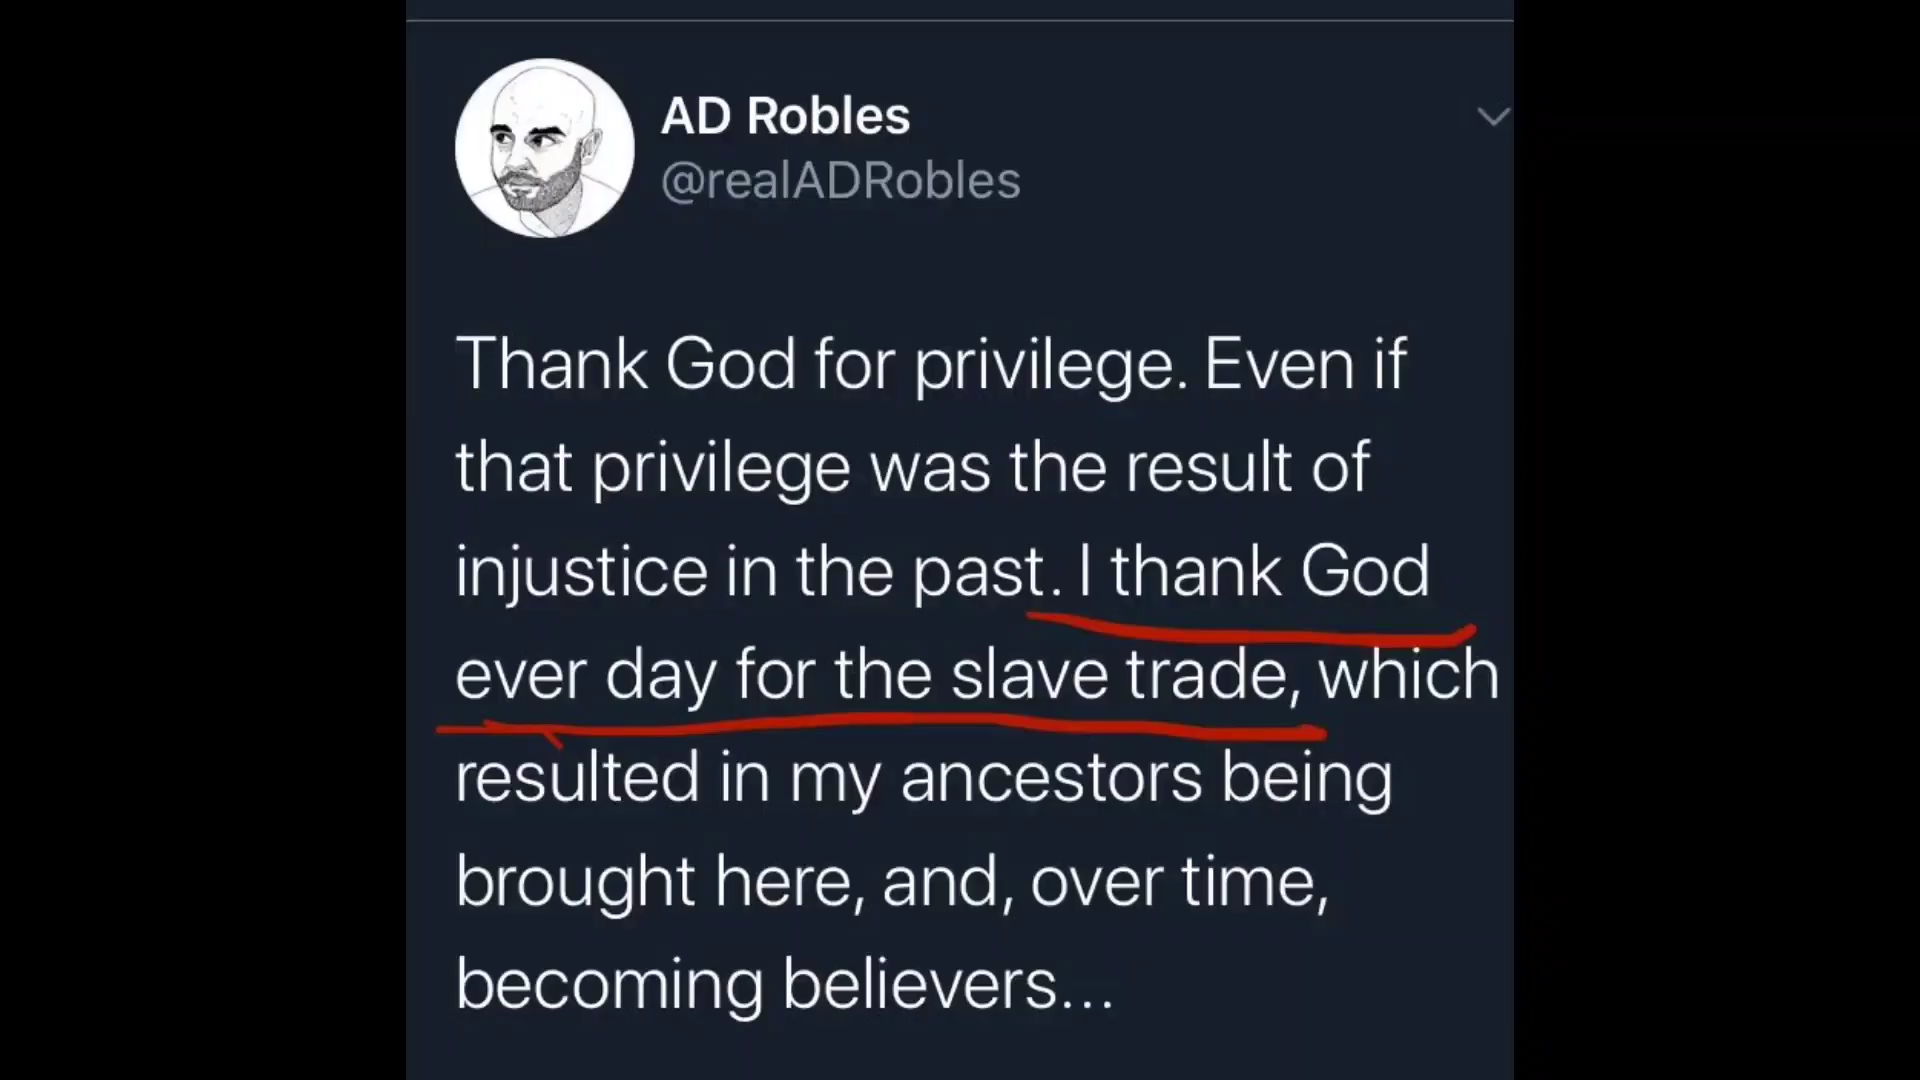 AD Robles
@realADRobles
Thank God for privilege. Even if
that privilege was the result of
injustice in the past. I thank God
ever day for the slave trade, which
resulted in my ancestors being
brought here, and, over time,
becoming believers...